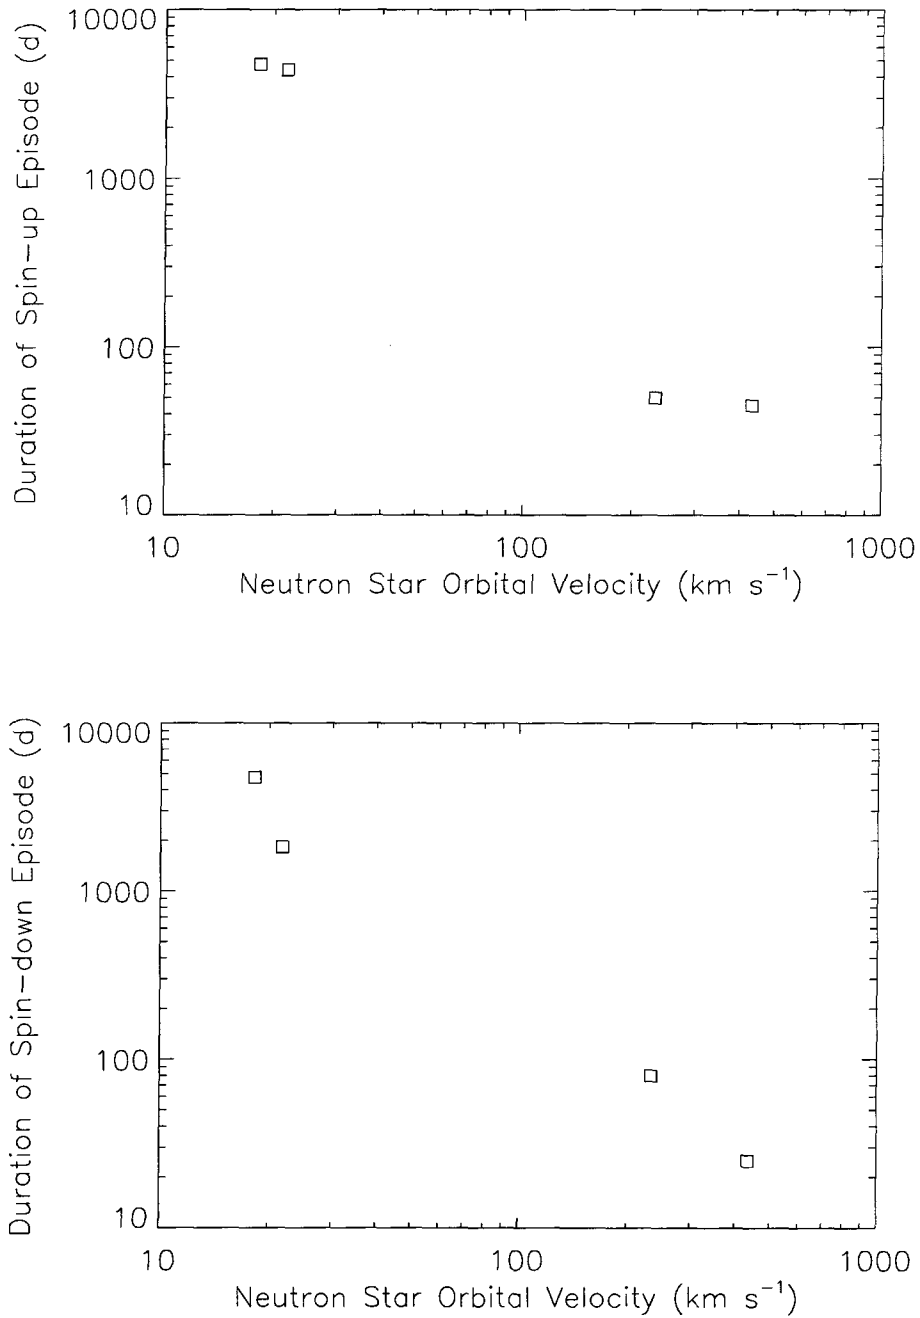 10000
1000
100
10
Duration of Spin-up Episode (d)
10 100 1000
Neutron Star Orbital Velocity (km s⁻¹)
10000
1000
100
10
Duration of Spin-down Episode (d)
10 100 1000
Neutron Star Orbital Velocity (km s⁻¹)